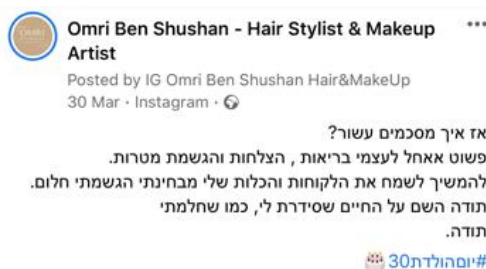 Omri Ben Shushan - Hair Stylist & Makeup
Artist
Posted by IG Omri Ben Shushan Hair&MakeUp
30 Mar · Instagram ·
אז איך מסכמים עשור?
פשוט אאחל לעצמי בריאות , הצלחות והגשמת מטרות.
להמשיך לשמח את הלקוחות והכלות שלי מבחינתי הגשמתי חלום.
תודה השם על החיים שסידרת לי, כמו שחלמתי
תודה.
#יוםהולדת30 🎂